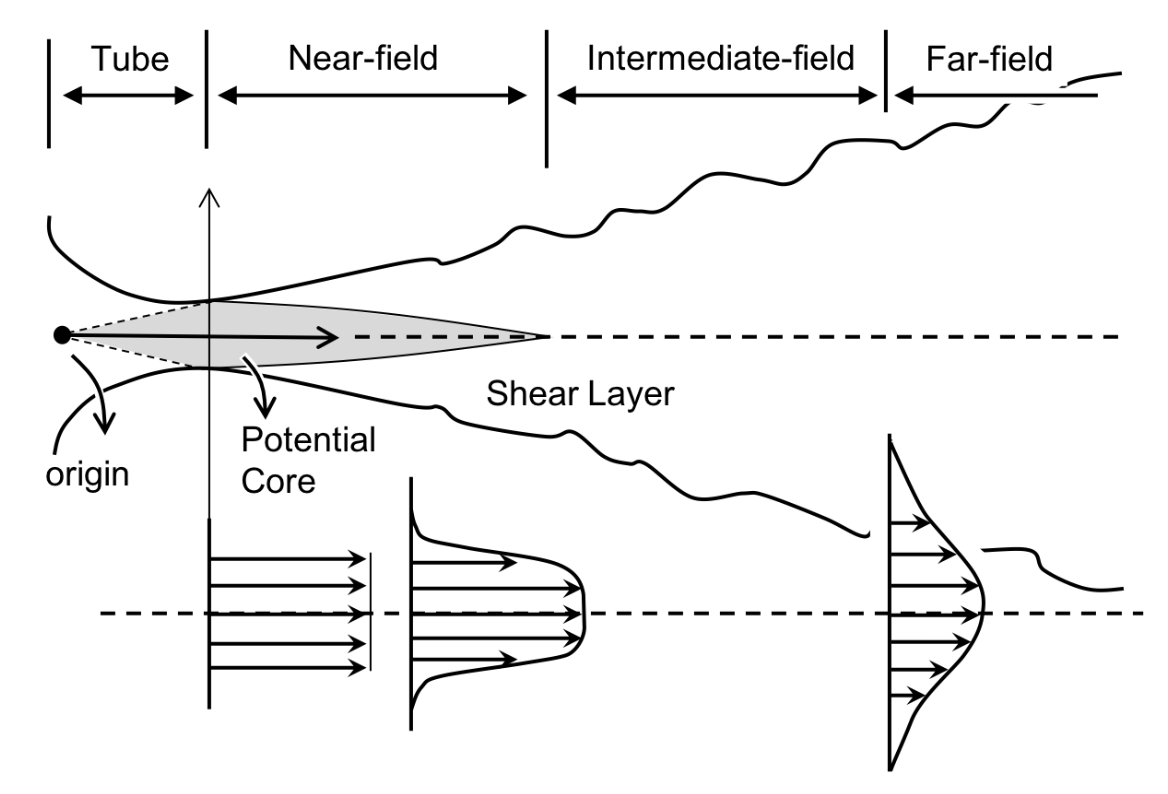 Tube
Near-field
Intermediate-field
Far-field
Shear Layer
Potential
Core
origin